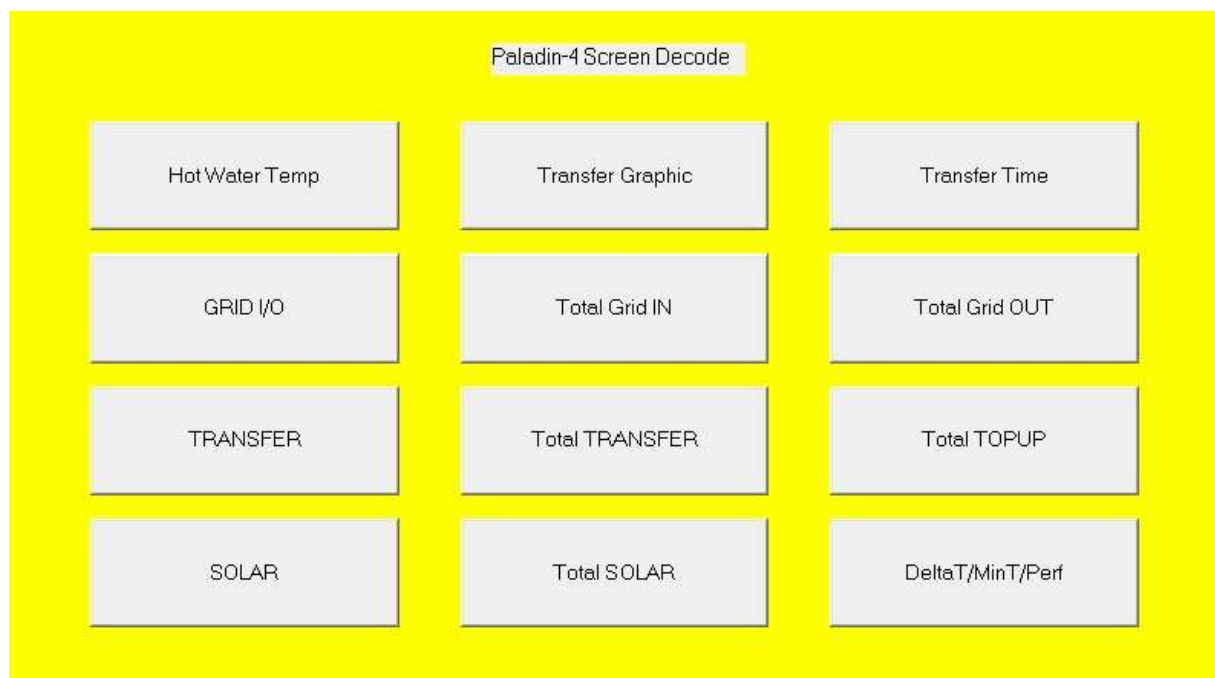 Paladin-4 Screen Decode
Hot Water Temp
Transfer Graphic
Transfer Time
GRID I/O
Total Grid IN
Total Grid OUT
TRANSFER
Total TRANSFER
Total TOPUP
SOLAR
Total SOLAR
DeltaT/MinT/Perf